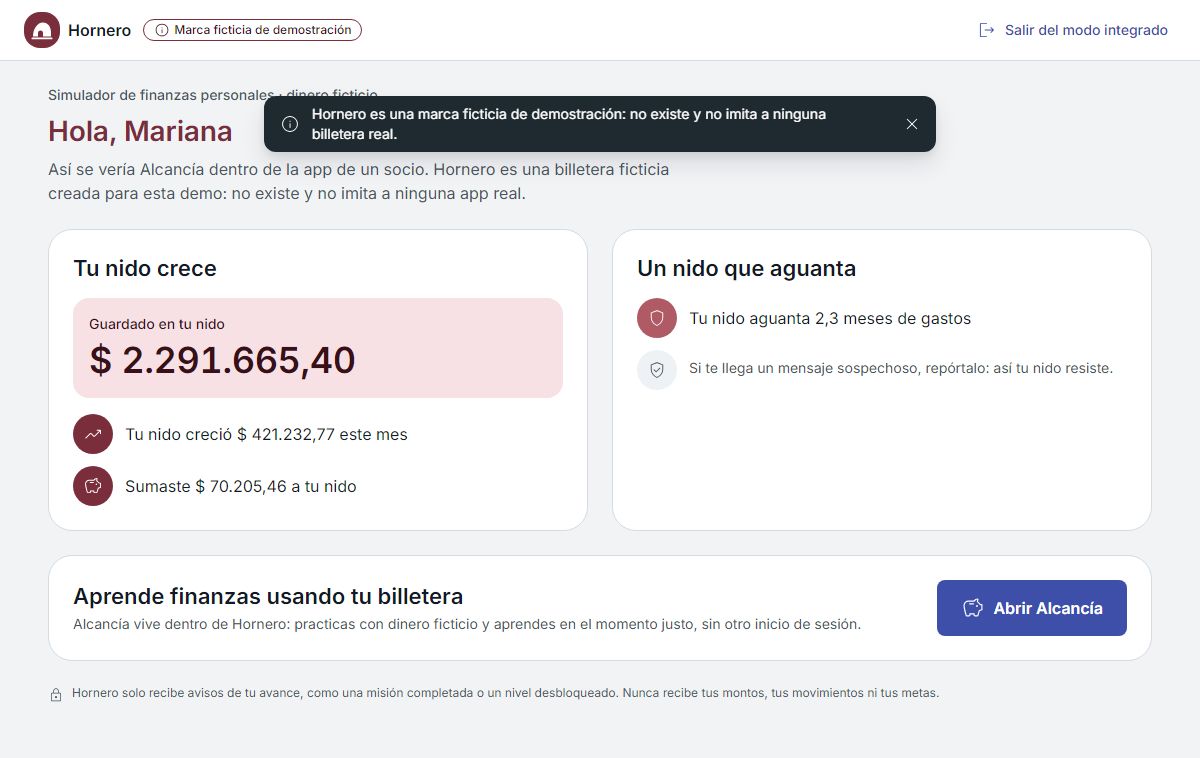 Hornero
Marca ficticia de demostración
Salir del modo integrado
Simulador de finanzas personales · dinero ficticio
Hornero es una marca ficticia de demostración: no existe y no imita a ninguna
billetera real.
Hola, Mariana
Así se vería Alcancía dentro de la app de un socio. Hornero es una billetera ficticia
creada para esta demo: no existe y no imita a ninguna app real.
Tu nido crece
Guardado en tu nido
$ 2.291.665,40
Tu nido creció $ 421.232,77 este mes
Sumaste $ 70.205,46 a tu nido
Un nido que aguanta
Tu nido aguanta 2,3 meses de gastos
Si te llega un mensaje sospechoso, repórtalo: así tu nido resiste.
Aprende finanzas usando tu billetera
Alcancía vive dentro de Hornero: practicas con dinero ficticio y aprendes en el momento justo, sin otro inicio de sesión.
Abrir Alcancía
Hornero solo recibe avisos de tu avance, como una misión completada o un nivel desbloqueado. Nunca recibe tus montos, tus movimientos ni tus metas.